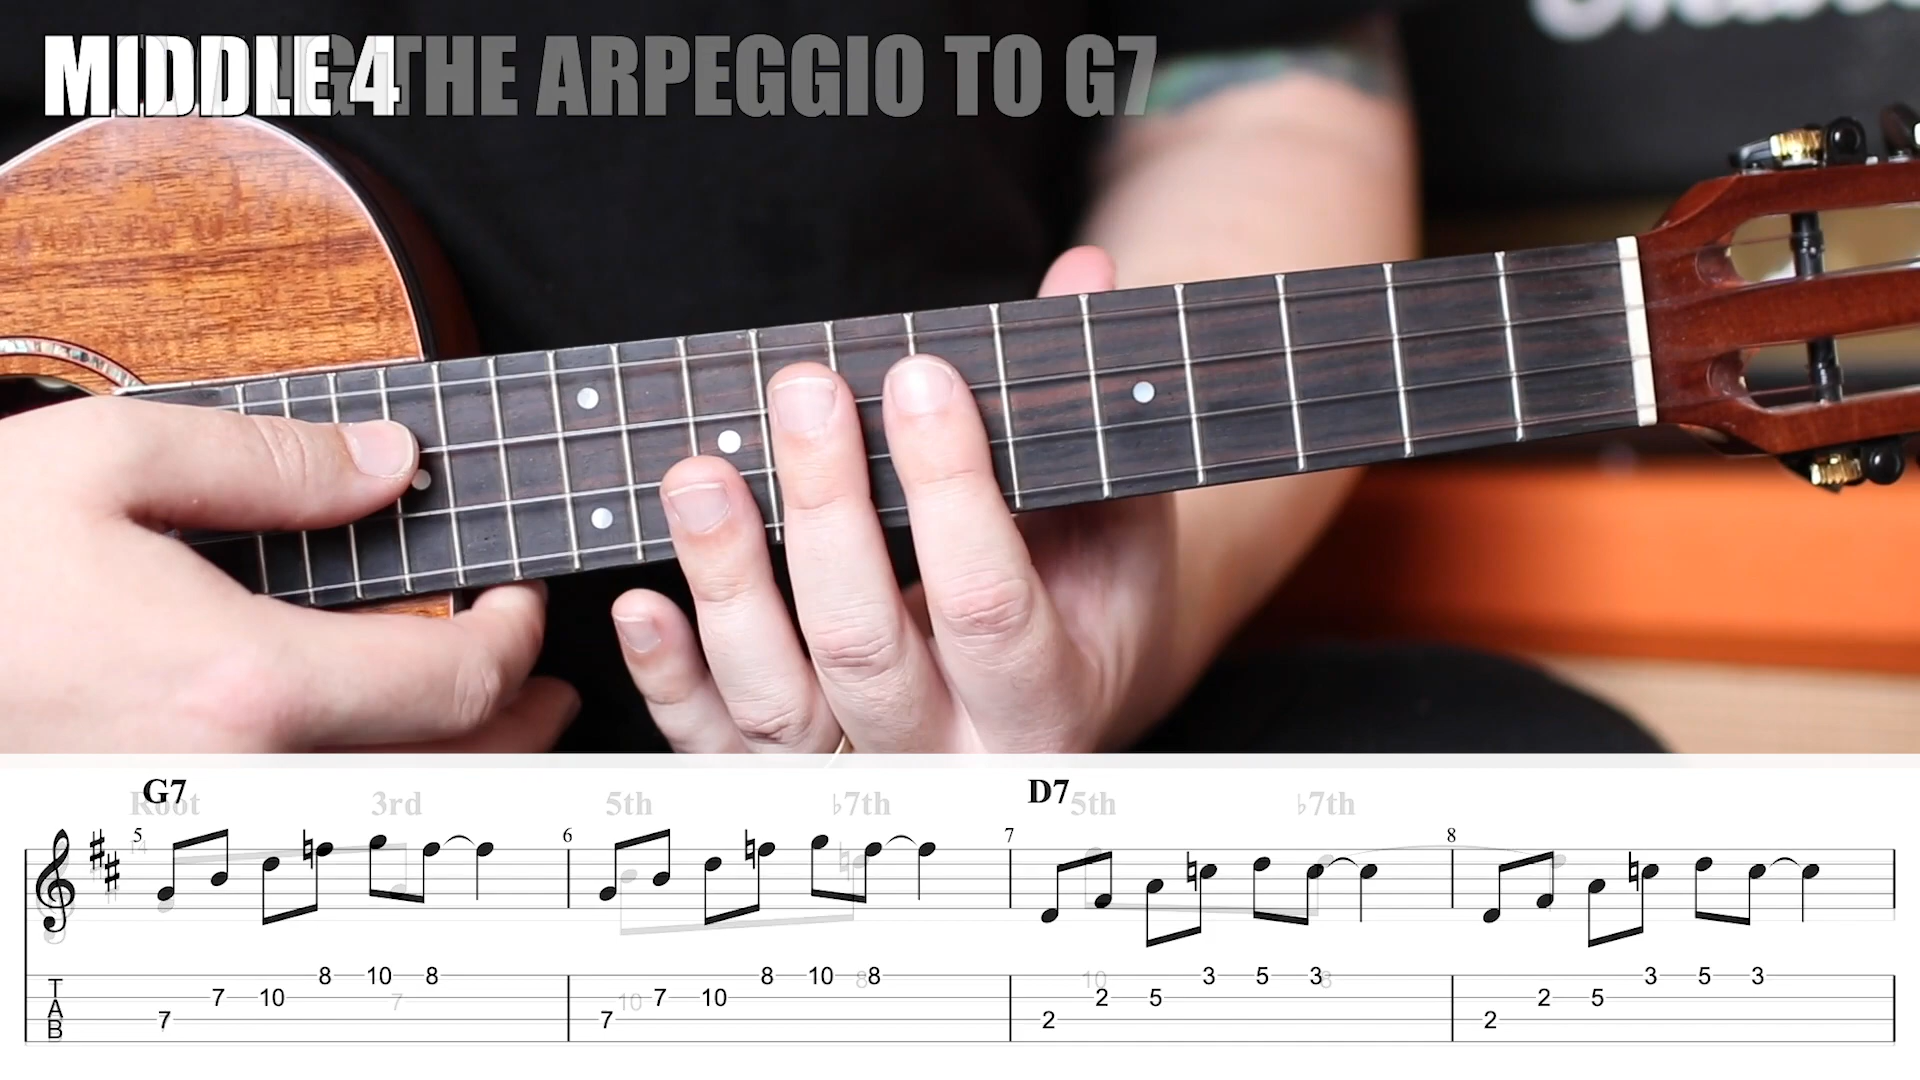 MIDDLE 4
MOVING THE ARPEGGIO TO G7
G7 D7
Root 3rd 5th ♭7th 5th ♭7th
5 6 7 8
8 10 8 8 10 8 3 5 3 3 5 3
T 7 10 7 10 2 5 2 5
A
B 7 7 2 2